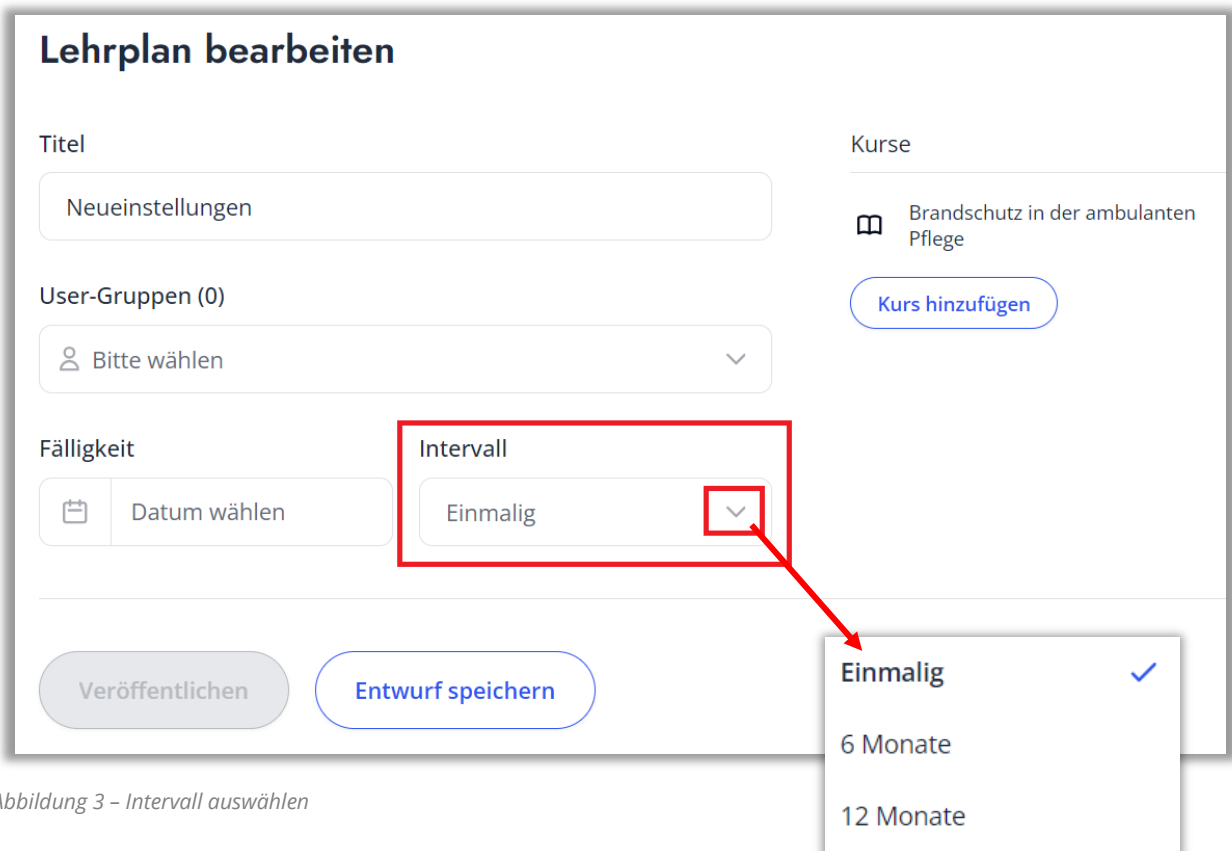 Lehrplan bearbeiten
Titel
Neueinstellungen
User-Gruppen (0)
Bitte wählen
Fälligkeit
Datum wählen
Intervall
Einmalig
Kurse
Brandschutz in der ambulanten
Pflege
Kurs hinzufügen
Veröffentlichen
Entwurf speichern
Einmalig
6 Monate
12 Monate
Abbildung 3 – Intervall auswählen